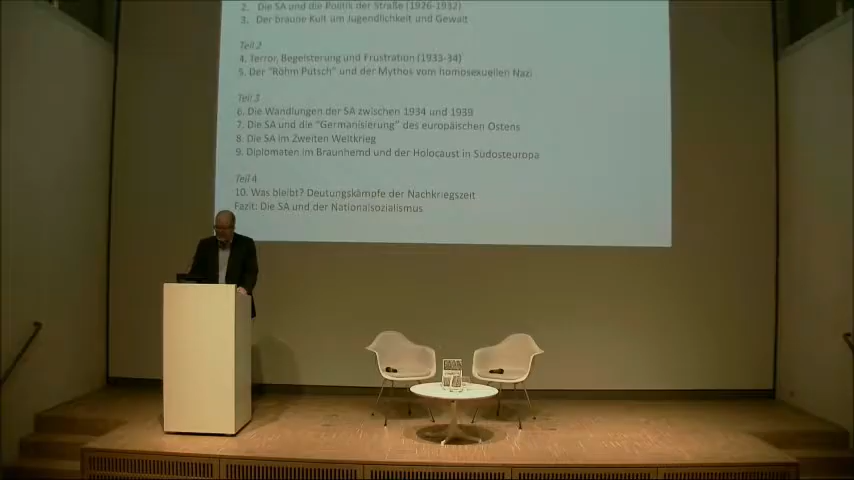 2. Die SA und die Politik der Straße (1926-1932)
3. Der braune Kult um Jugendlichkeit und Gewalt
Teil 2
4. Terror, Begeisterung und Frustration (1933-34)
5. Der "Röhm Putsch" und der Mythos vom homosexuellen Nazi
Teil 3
6. Die Wandlungen der SA zwischen 1934 und 1939
7. Die SA und die "Germanisierung" des europäischen Ostens
8. Die SA im Zweiten Weltkrieg
9. Diplomaten im Braunhemd und der Holocaust in Südosteuropa
Teil 4
10. Was bleibt? Deutungskämpfe der Nachkriegszeit
Fazit: Die SA und der Nationalsozialismus